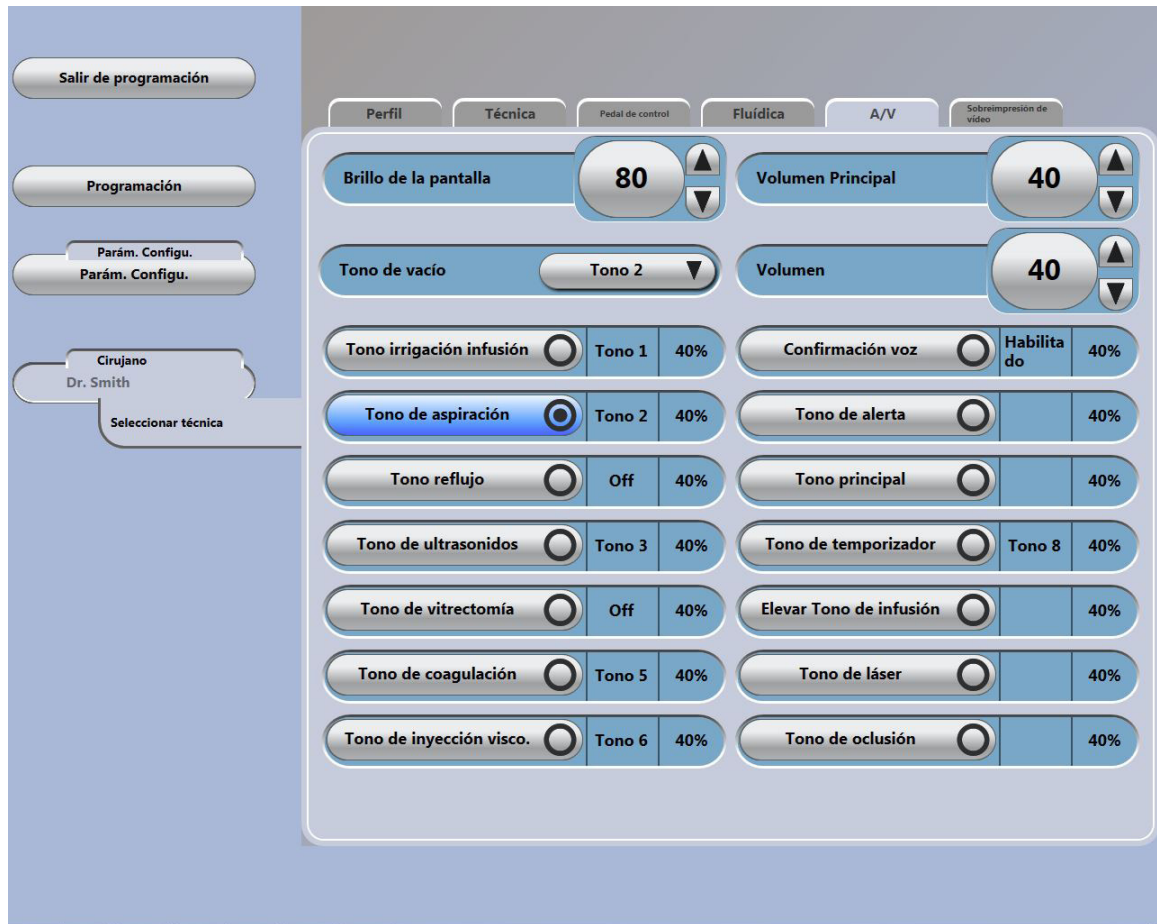 Salir de programación
Programación
Parám. Configu.
Parám. Configu.
Cirujano
Dr. Smith
Seleccionar técnica
Perfil
Técnica
Pedal de control
Fluídica
A/V
Sobreimpresión de
vídeo
Brillo de la pantalla
80
Volumen Principal
40
Tono de vacío
Tono 2
Volumen
40
Tono irrigación infusión
Tono 1
40%
Confirmación voz
Habilita
do
40%
Tono de aspiración
Tono 2
40%
Tono de alerta
40%
Tono reflujo
Off
40%
Tono principal
40%
Tono de ultrasonidos
Tono 3
40%
Tono de temporizador
Tono 8
40%
Tono de vitrectomía
Off
40%
Elevar Tono de infusión
40%
Tono de coagulación
Tono 5
40%
Tono de láser
40%
Tono de inyección visco.
Tono 6
40%
Tono de oclusión
40%